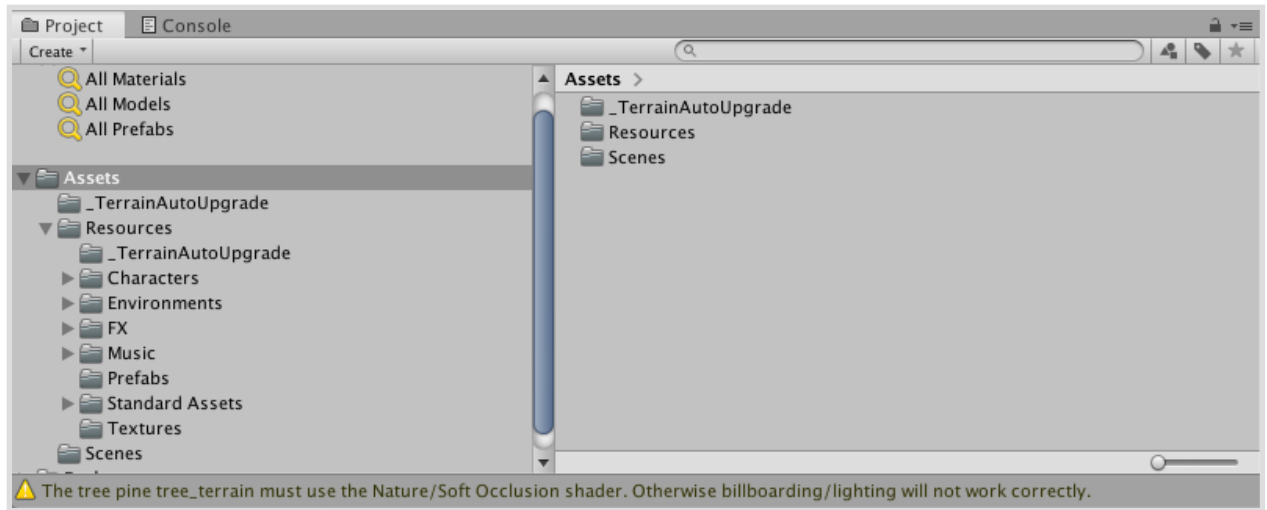 Project
Console
Create
All Materials
All Models
All Prefabs
Assets
_TerrainAutoUpgrade
Resources
_TerrainAutoUpgrade
Characters
Environments
FX
Music
Prefabs
Standard Assets
Textures
Scenes
Assets >
_TerrainAutoUpgrade
Resources
Scenes
The tree pine tree_terrain must use the Nature/Soft Occlusion shader. Otherwise billboarding/lighting will not work correctly.